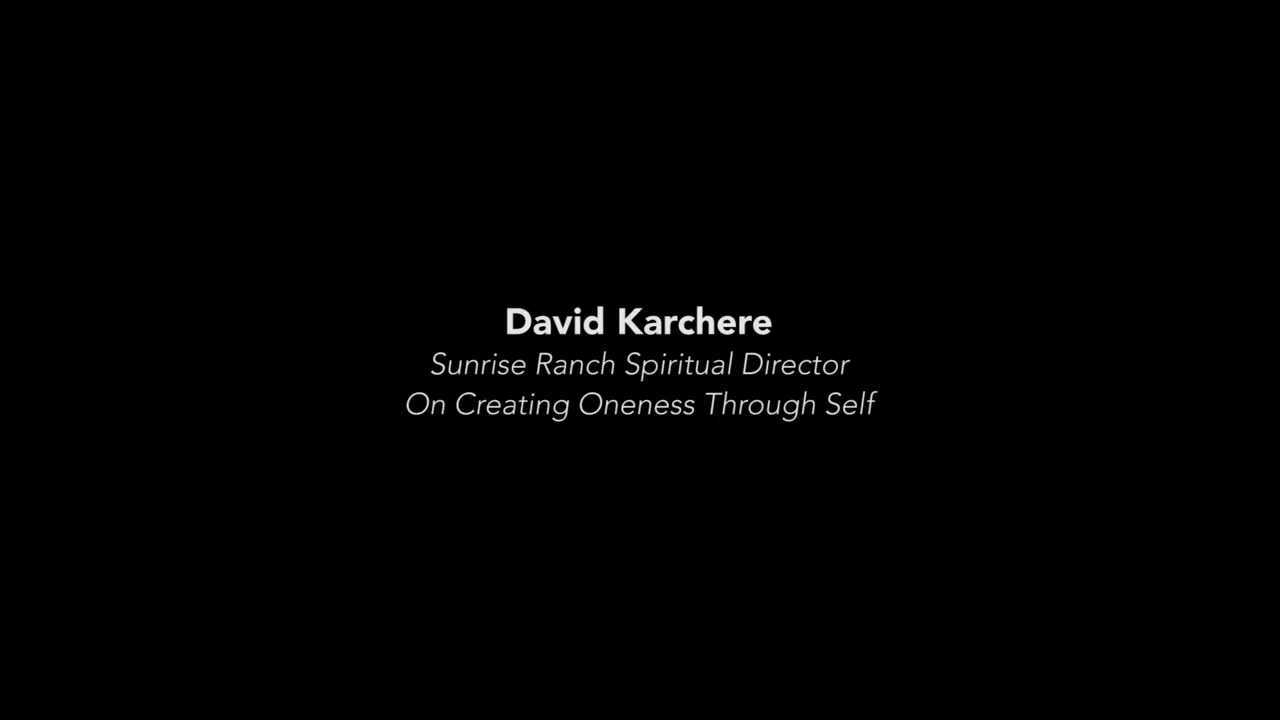 David Karchere
Sunrise Ranch Spiritual Director
On Creating Oneness Through Self